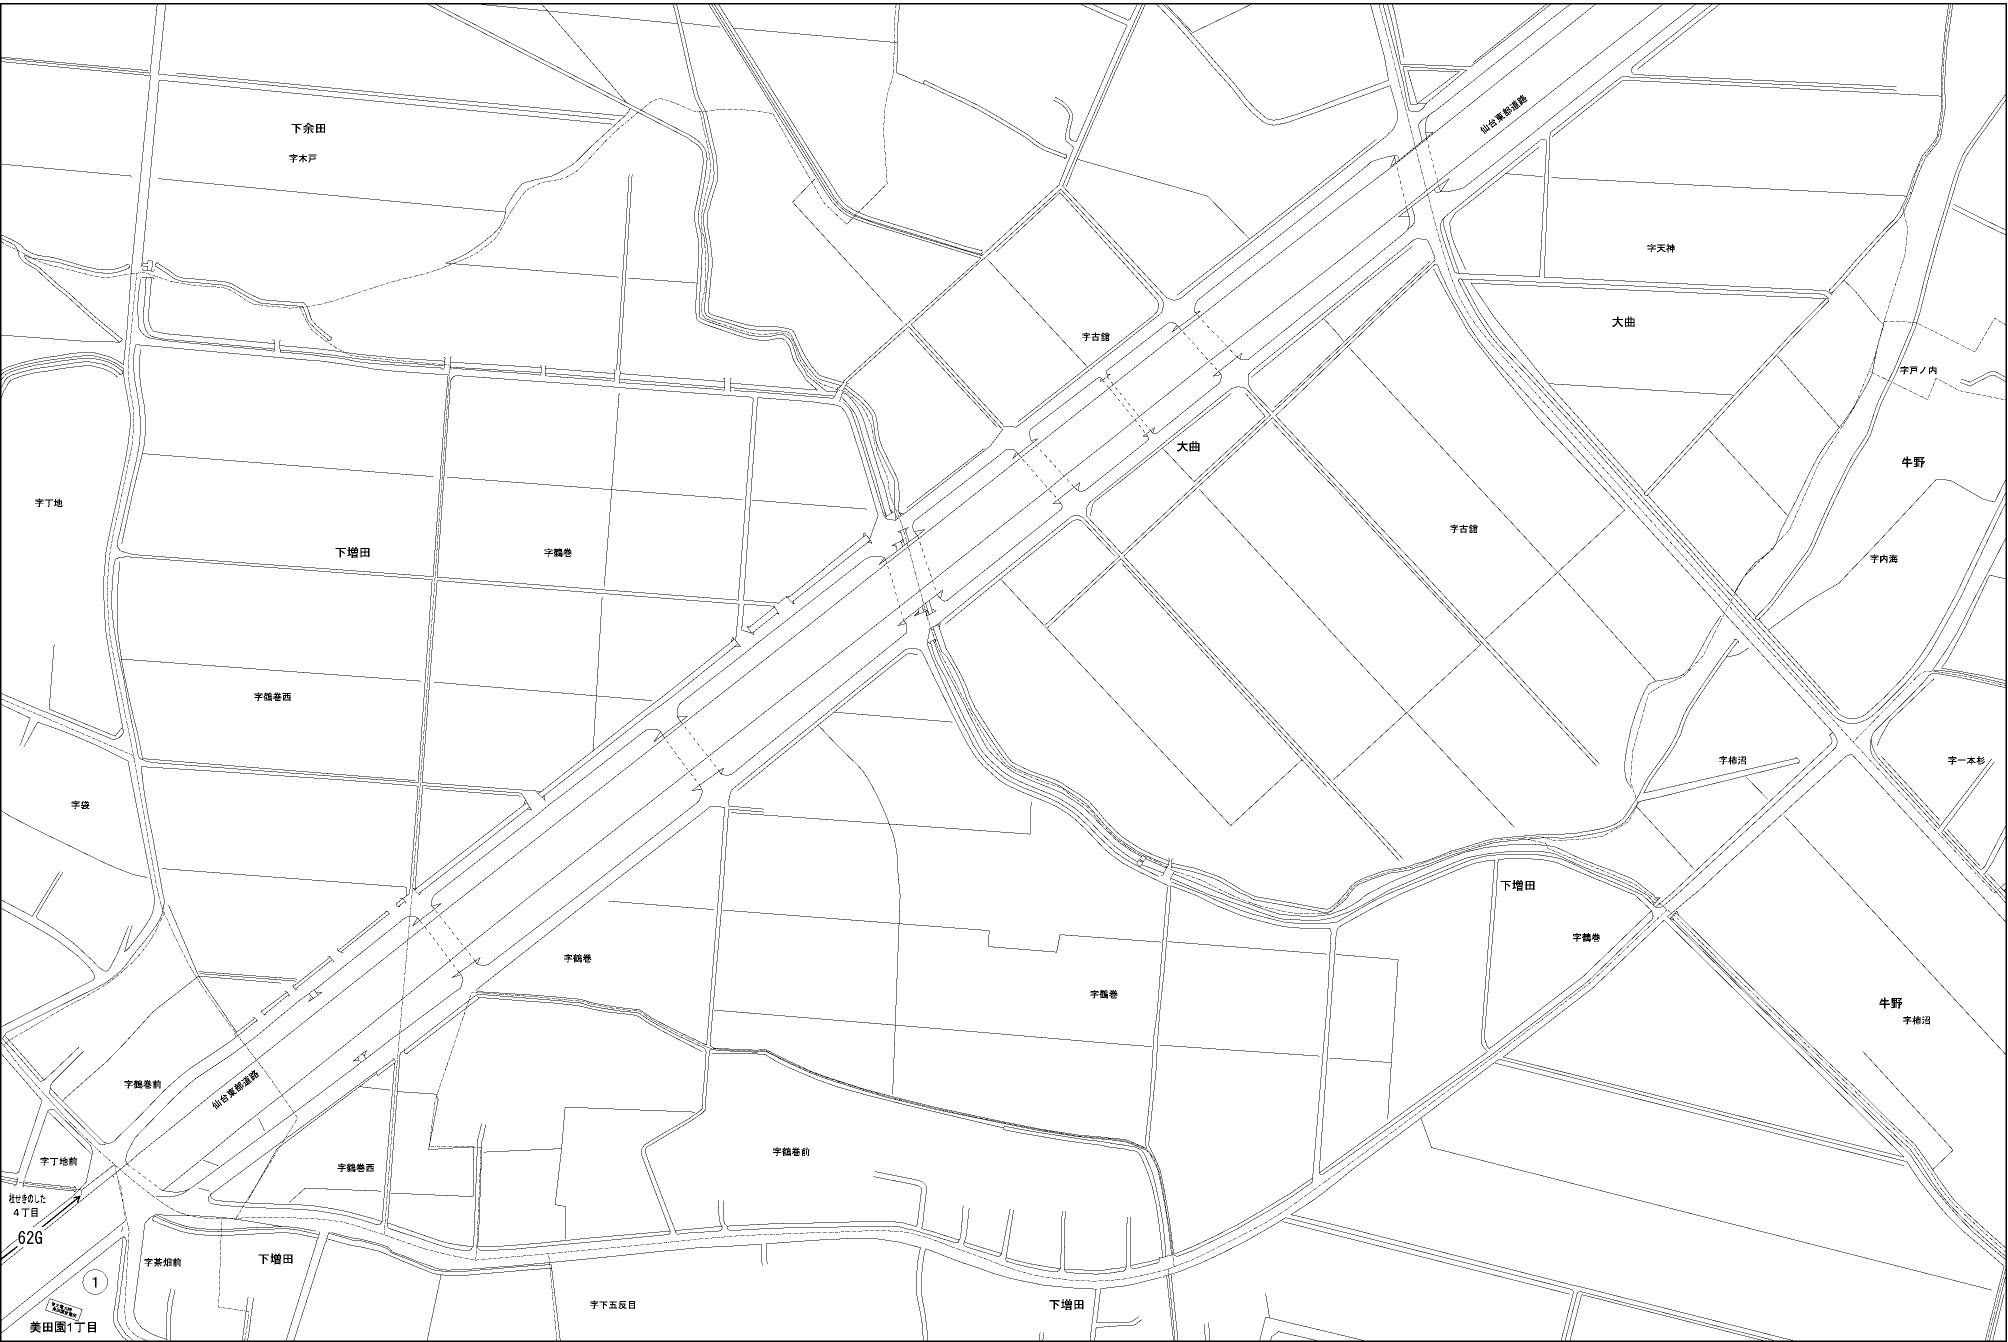 仙台東部道路
下余田
字木戸
字天神
大曲
字古舘
字戸ノ内
大曲
牛野
字丁地
字古舘
下増田
字鶴巻
字内海
字鶴巻西
字柿沼
字一本杉
字袋
下増田
字鶴巻
字鶴巻
字鶴巻
牛野
字柿沼
字鶴巻前
仙台東部道路
字鶴巻前
字丁地前
字鶴巻西
杜せきのした
4丁目
62G
字茶畑前
下増田
1
字下五反目
下増田
美田園1丁目